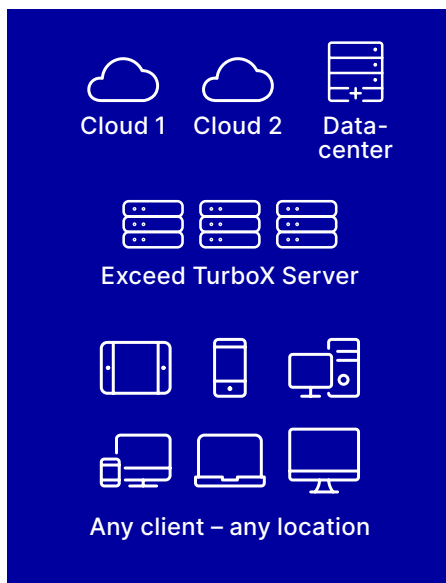 Cloud 1
Cloud 2
Data-
center
Exceed TurboX Server
Any client – any location